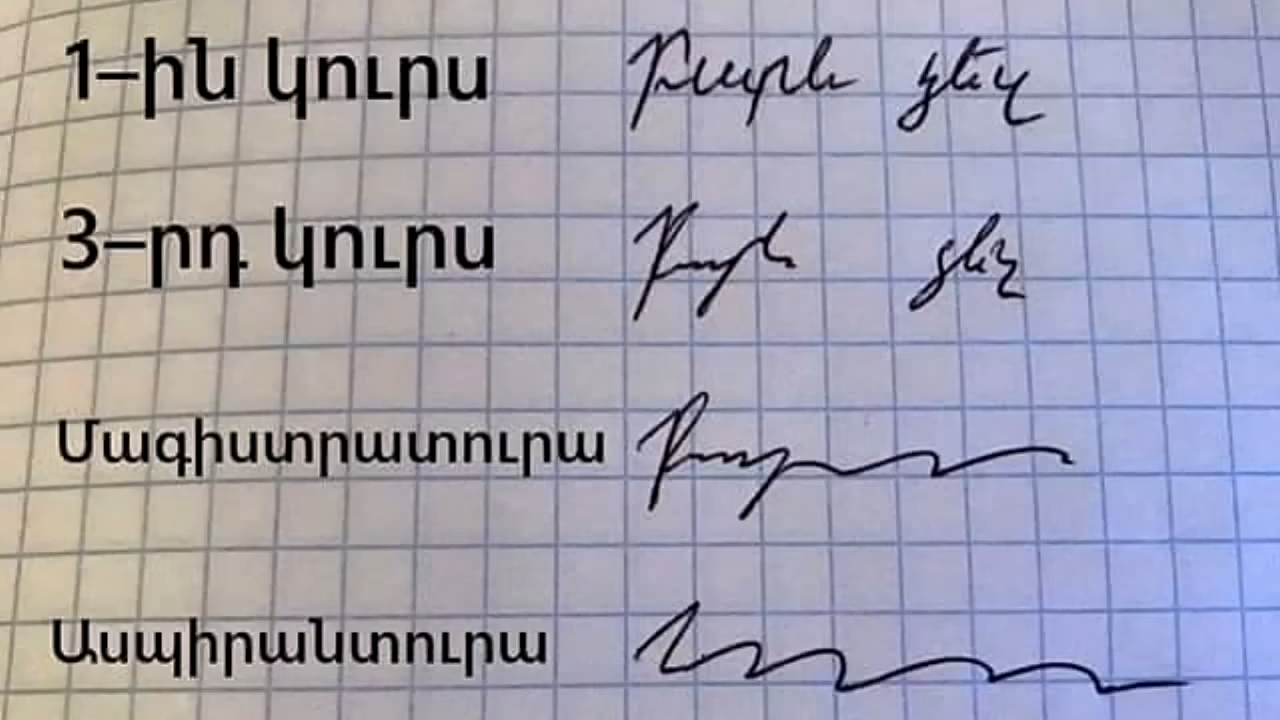 1–ին կուրս Բարև ձեզ
3–րդ կուրս Բարև ձեզ
Մագիստրատուրա
Ասպիրանտուրա